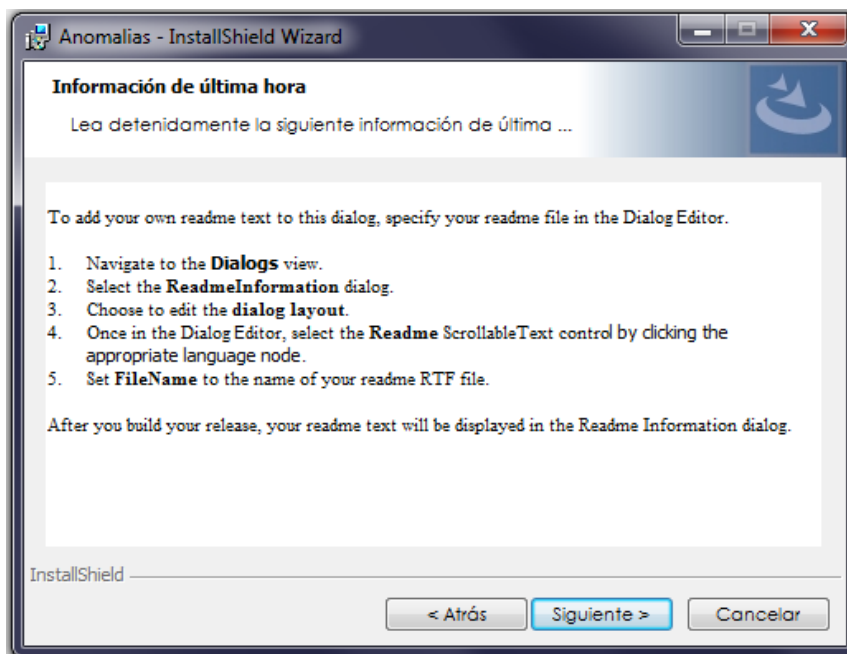 Anomalias - InstallShield Wizard
Información de última hora
Lea detenidamente la siguiente información de última ...
To add your own readme text to this dialog, specify your readme file in the Dialog Editor.
1. Navigate to the Dialogs view.
2. Select the ReadmeInformation dialog.
3. Choose to edit the dialog layout.
4. Once in the Dialog Editor, select the Readme ScrollableText control by clicking the
appropriate language node.
5. Set FileName to the name of your readme RTF file.
After you build your release, your readme text will be displayed in the Readme Information dialog.
InstallShield
< Atrás Siguiente > Cancelar